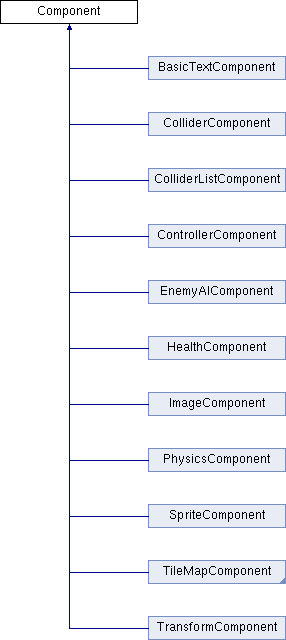 Component
BasicTextComponent
ColliderComponent
ColliderListComponent
ControllerComponent
EnemyAIComponent
HealthComponent
ImageComponent
PhysicsComponent
SpriteComponent
TileMapComponent
TransformComponent